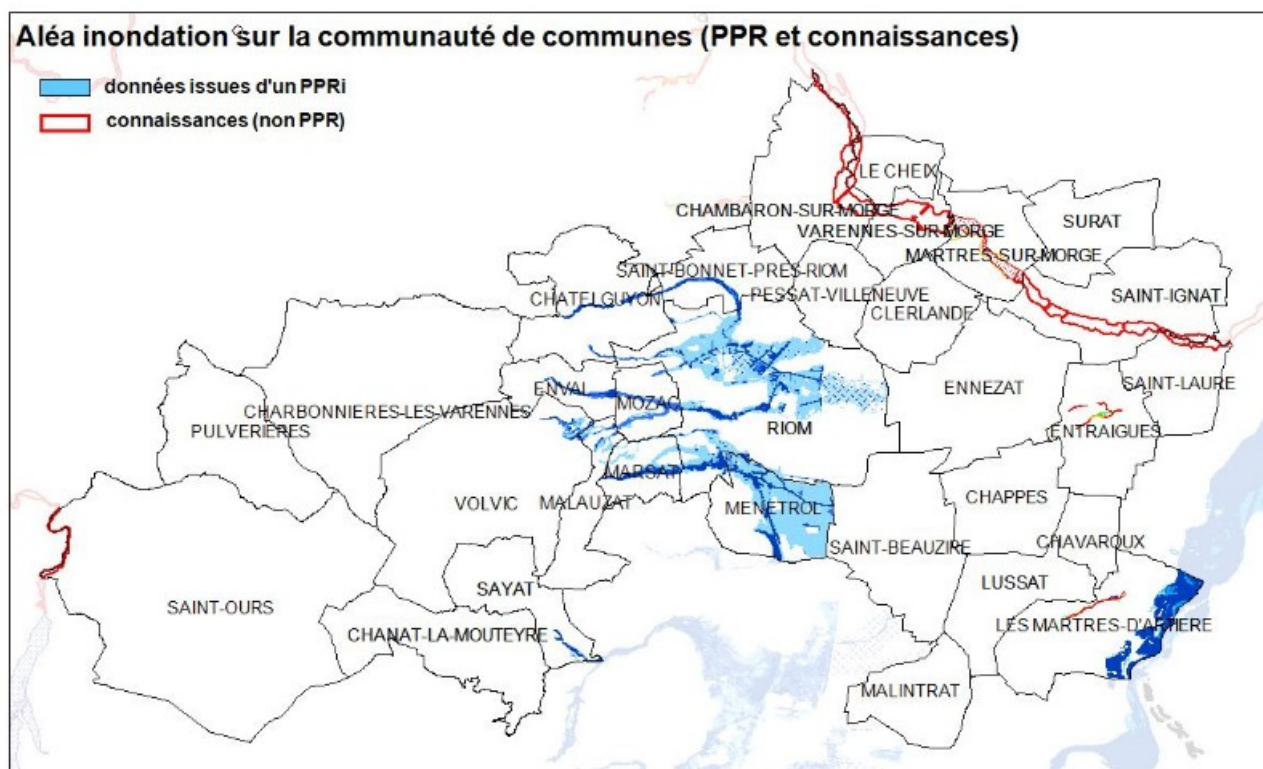 Aléa inondation sur la communauté de communes (PPR et connaissances)
données issues d'un PPRi
connaissances (non PPR)
LE CHEIX
CHAMBARON-SUR-MORGE
SURAT
VARENNES-SUR-MORGE
MARTRES-SUR-MORGE
SAINT-BONNET-PRES-RIOM
PESSAT-VILLENEUVE
SAINT-IGNAT
CHATELGUYON
CLERLANDE
ENVAL
ENNEZAT
SAINT-LAURE
MOZAC
CHARBONNIERES-LES-VARENNES
PULVERIÈRES
RIOM
ENTRAIGUES
MARSAT
CHAPPES
VOLVIC
MALAUZAT
MENETROL
CHAVAROUX
SAINT-BEAUZIRE
LUSSAT
SAYAT
SAINT-OURS
LES MARTRES-D'ARTIERE
CHANAT-LA-MOUTEYRE
MALINTRAT